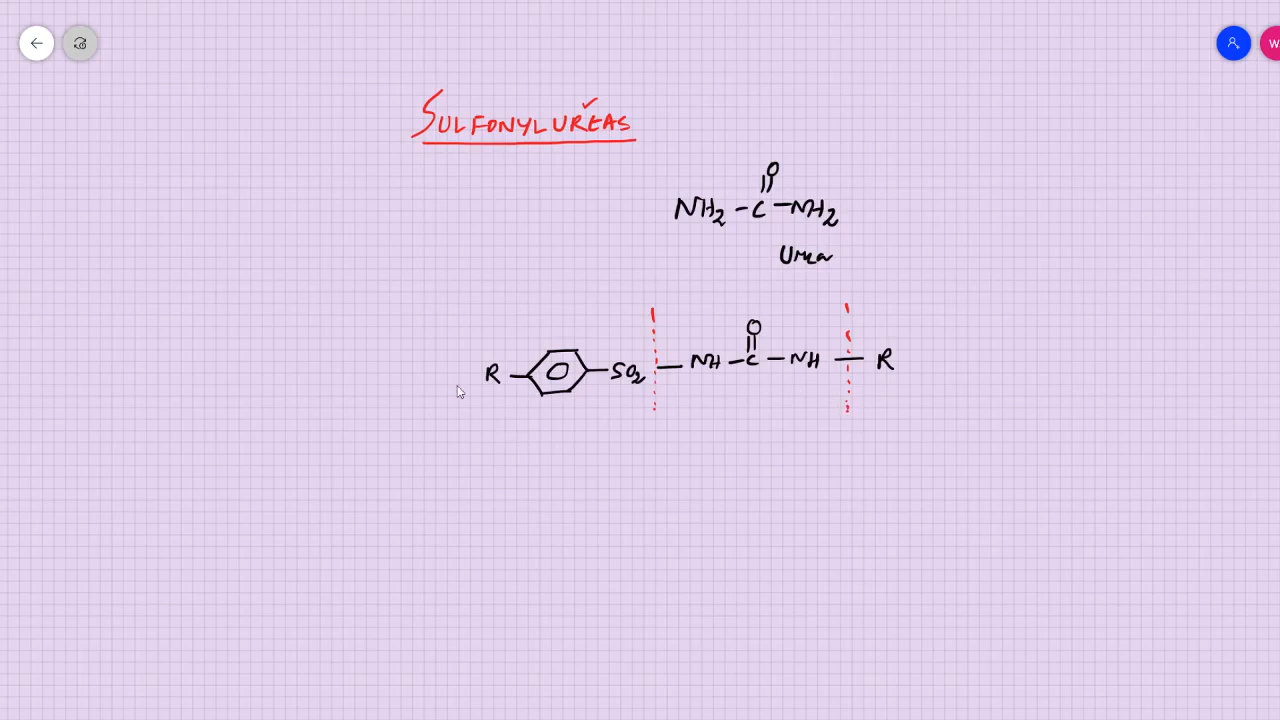 SULFONYLUREAS
O
NH2 - C - NH2
Urea
O
R - SO2 - NH - C - NH - R
W